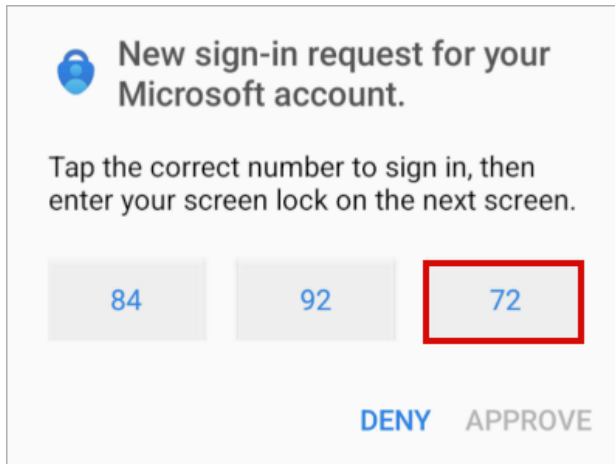 New sign-in request for your
Microsoft account.
Tap the correct number to sign in, then
enter your screen lock on the next screen.
84 92 72
DENY APPROVE